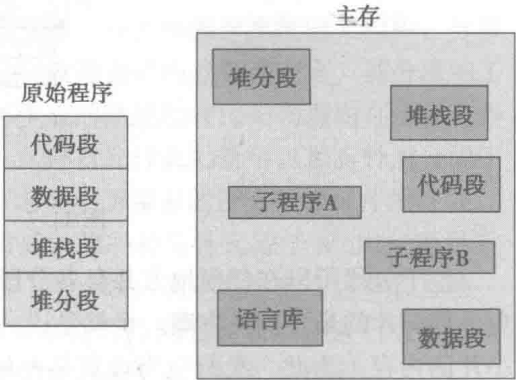 原始程序
代码段
数据段
堆栈段
堆分段
主存
堆分段
堆栈段
代码段
子程序A
子程序B
语言库
数据段